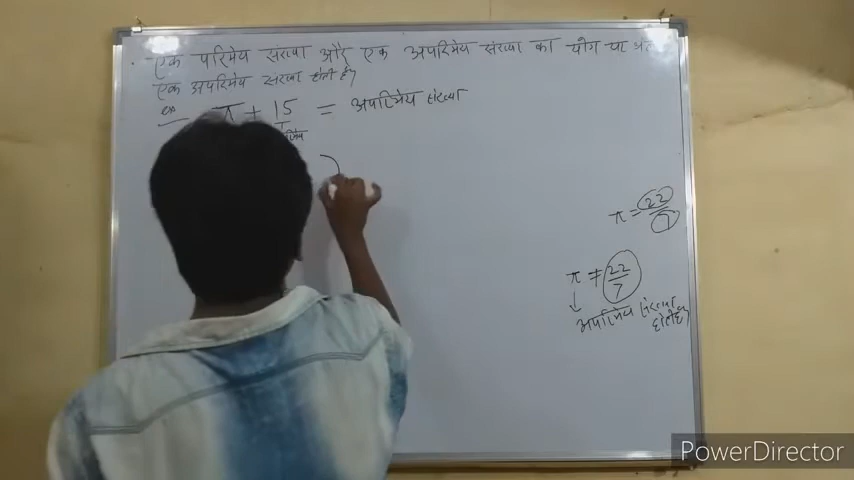 एक परिमेय संख्या और एक अपरिमेय संख्या का योग या
एक अपरिमेय संख्या होती है?
π + 15 = अपरिमेय संख्या
π = 22/7
π ≠ 22/7
↓
अपरिमेय संख्या
होती है?
PowerDirector